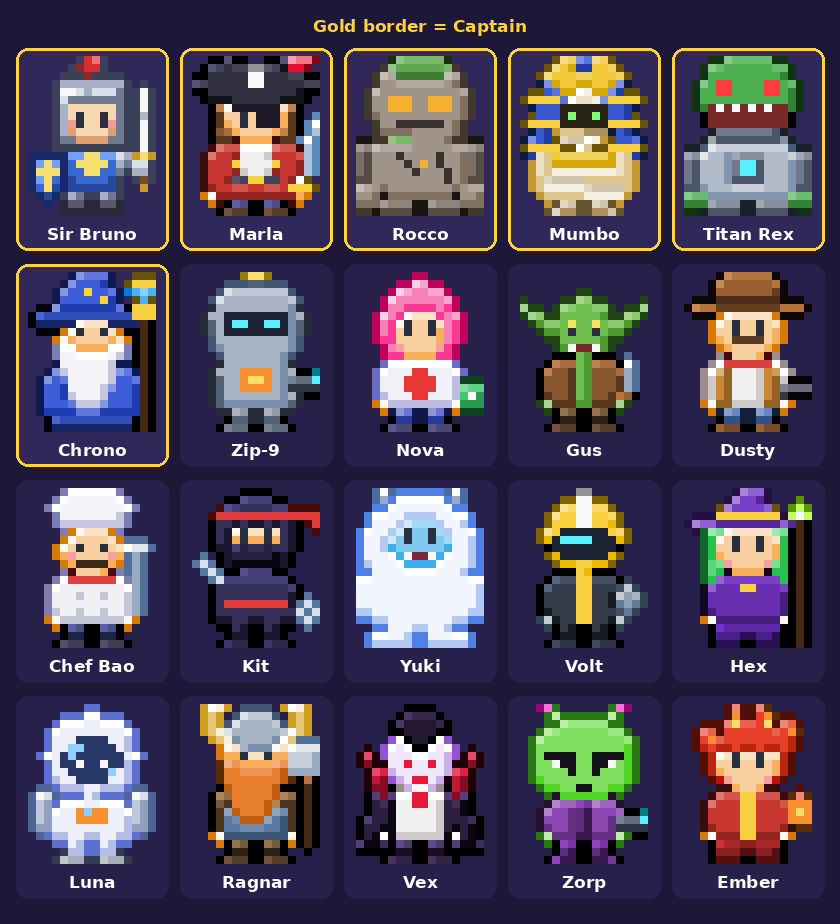 Gold border = Captain
Sir Bruno
Marla
Rocco
Mumbo
Titan Rex
Chrono
Zip-9
Nova
Gus
Dusty
Chef Bao
Kit
Yuki
Volt
Hex
Luna
Ragnar
Vex
Zorp
Ember